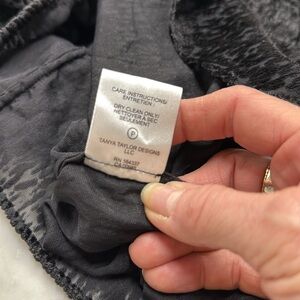 CARE INSTRUCTIONS/
ENTRETIEN :
DRY CLEAN ONLY/
NETTOYER A SEC
SEULEMENT
P
TANYA TAYLOR DESIGNS
LLC